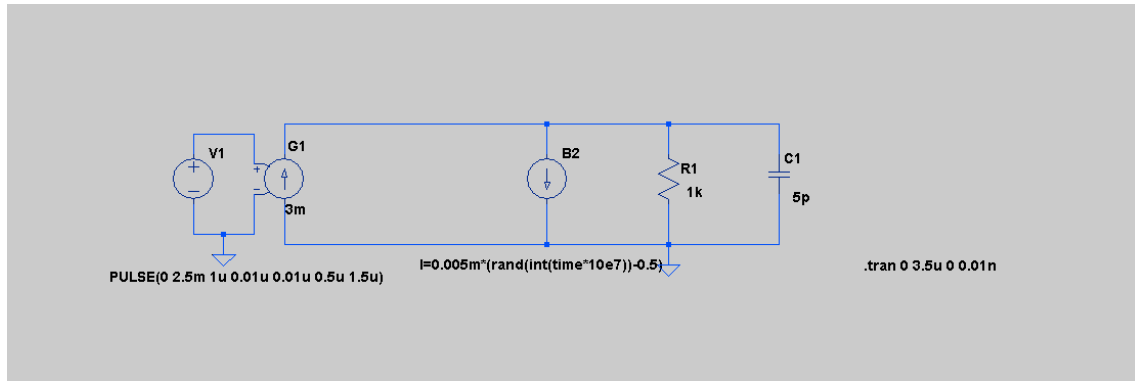 V1
G1
3m
B2
R1
1k
C1
5p
PULSE(0 2.5m 1u 0.01u 0.01u 0.5u 1.5u)
I=0.005m*(rand(int(time*10e7))-0.5)
.tran 0 3.5u 0 0.01n